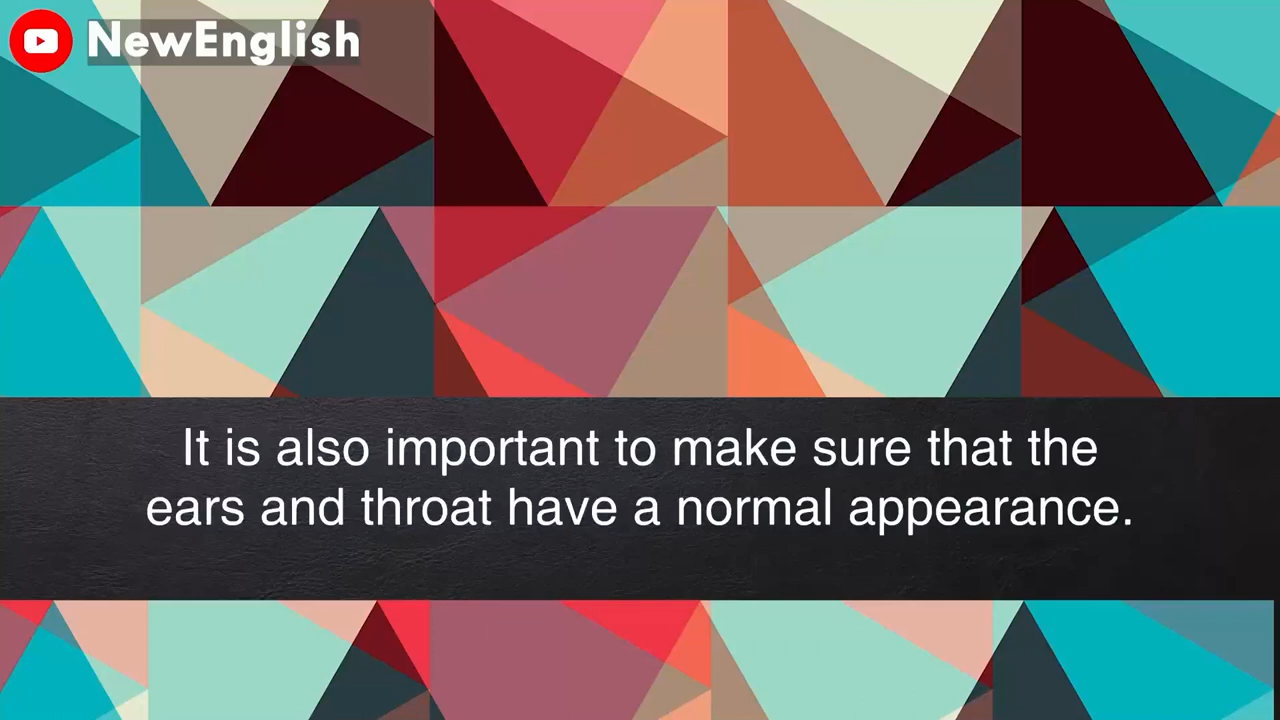 NewEnglish
It is also important to make sure that the
ears and throat have a normal appearance.